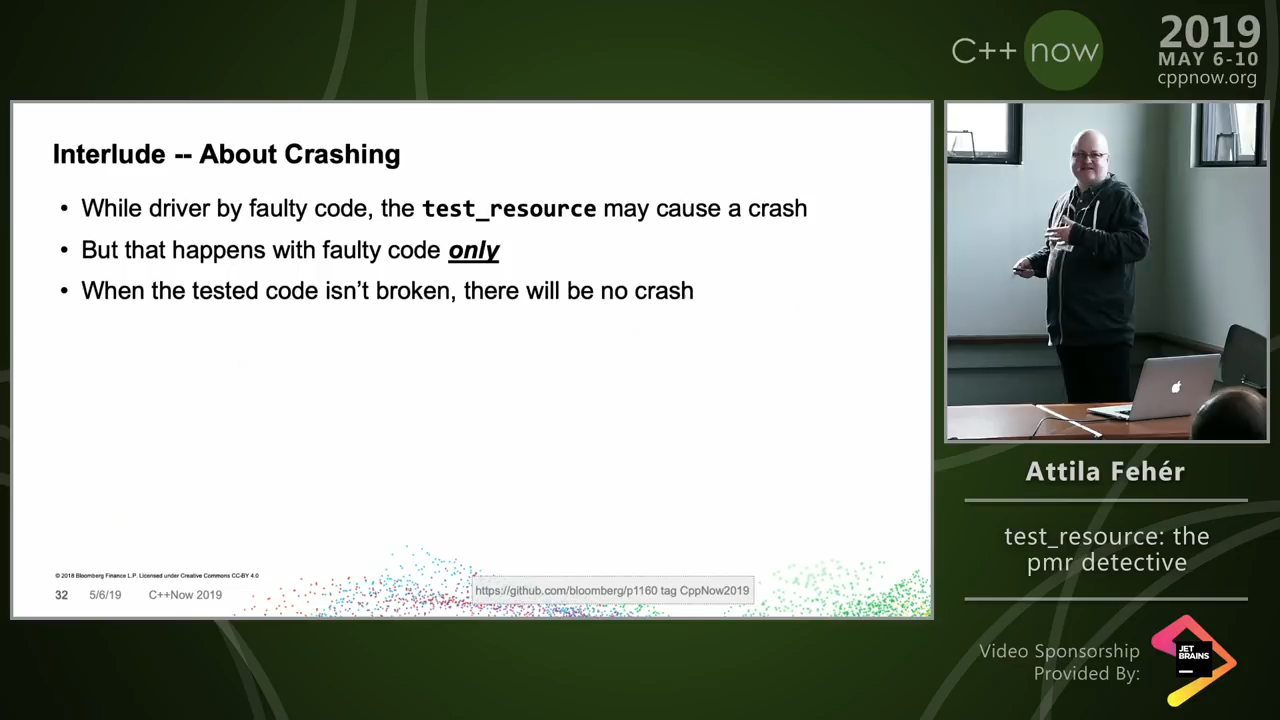 C++ now
2019
MAY 6-10
cppnow.org
Interlude -- About Crashing
• While driver by faulty code, the test_resource may cause a crash
• But that happens with faulty code only
• When the tested code isn't broken, there will be no crash
© 2018 Bloomberg Finance L.P. Licensed under Creative Commons CC-BY 4.0
32 5/6/19 C++Now 2019
https://github.com/bloomberg/p1160 tag CppNow2019
Attila Fehér
test_resource: the
pmr detective
Video Sponsorship
Provided By:
JET
BRAINS